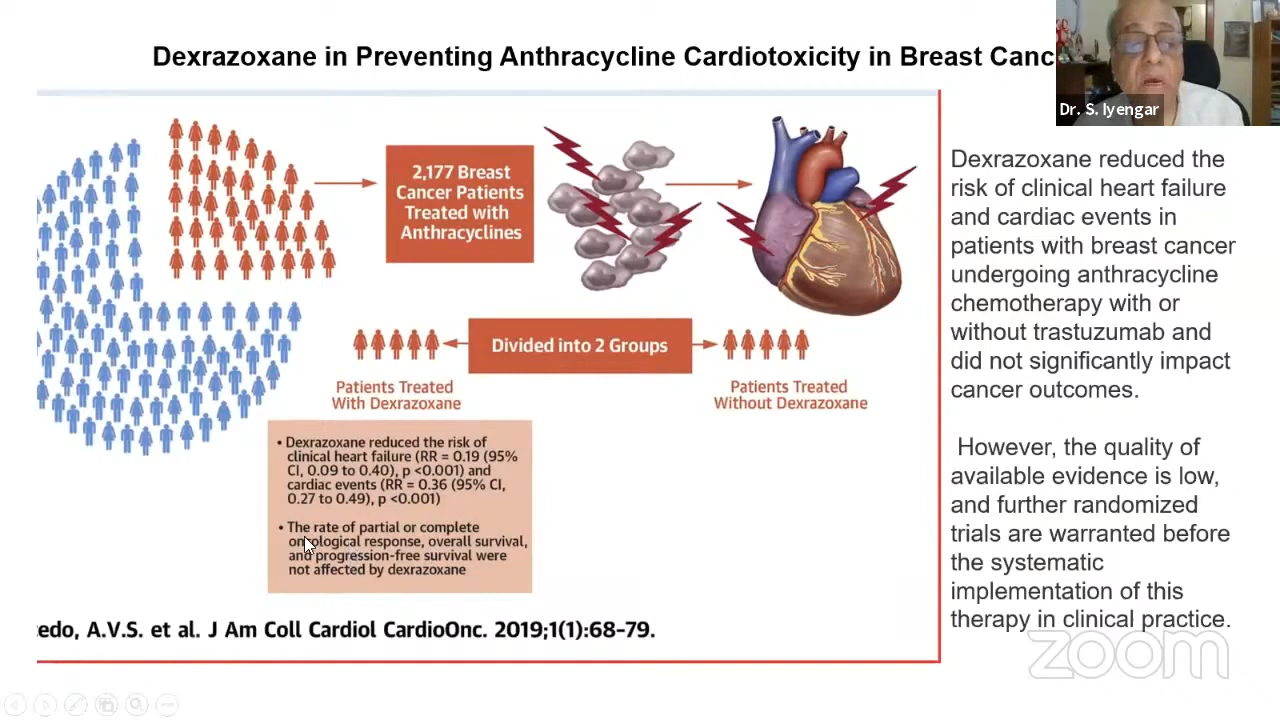 Dexrazoxane in Preventing Anthracycline Cardiotoxicity in Breast Canc
Dr. S. Iyengar
2,177 Breast
Cancer Patients
Treated with
Anthracyclines
Divided into 2 Groups
Patients Treated
With Dexrazoxane
Patients Treated
Without Dexrazoxane
• Dexrazoxane reduced the risk of
clinical heart failure (RR = 0.19 (95%
CI, 0.09 to 0.40), p <0.001) and
cardiac events (RR = 0.36 (95% CI,
0.27 to 0.49), p <0.001)
• The rate of partial or complete
oncological response, overall survival,
and progression-free survival were
not affected by dexrazoxane
edo, A.V.S. et al. J Am Coll Cardiol CardioOnc. 2019;1(1):68–79.
Dexrazoxane reduced the
risk of clinical heart failure
and cardiac events in
patients with breast cancer
undergoing anthracycline
chemotherapy with or
without trastuzumab and
did not significantly impact
cancer outcomes.
However, the quality of
available evidence is low,
and further randomized
trials are warranted before
the systematic
implementation of this
therapy in clinical practice.
zoom